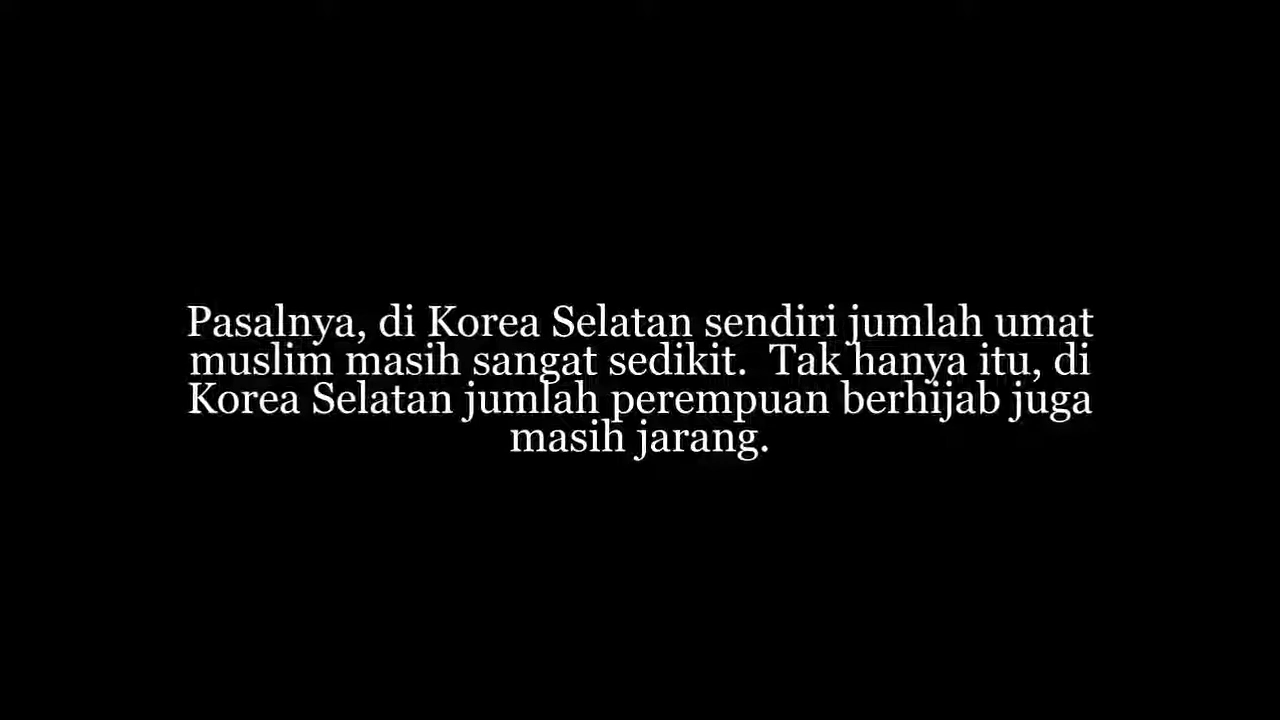 Pasalnya, di Korea Selatan sendiri jumlah umat
muslim masih sangat sedikit.  Tak hanya itu, di
Korea Selatan jumlah perempuan berhijab juga
masih jarang.